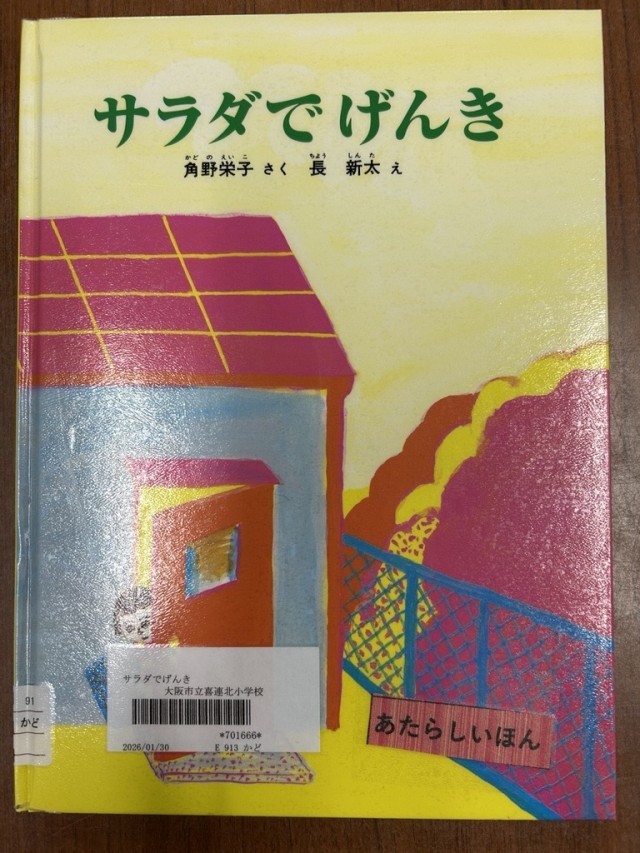 サラダでげんき
かどのえいこ ちょう しんた
角野栄子 さく 長 新太 え
91
かど
サラダでげんき
大阪市立喜連北小学校
*701666*
2026/01/30 E 913 かど
あたらしいほん